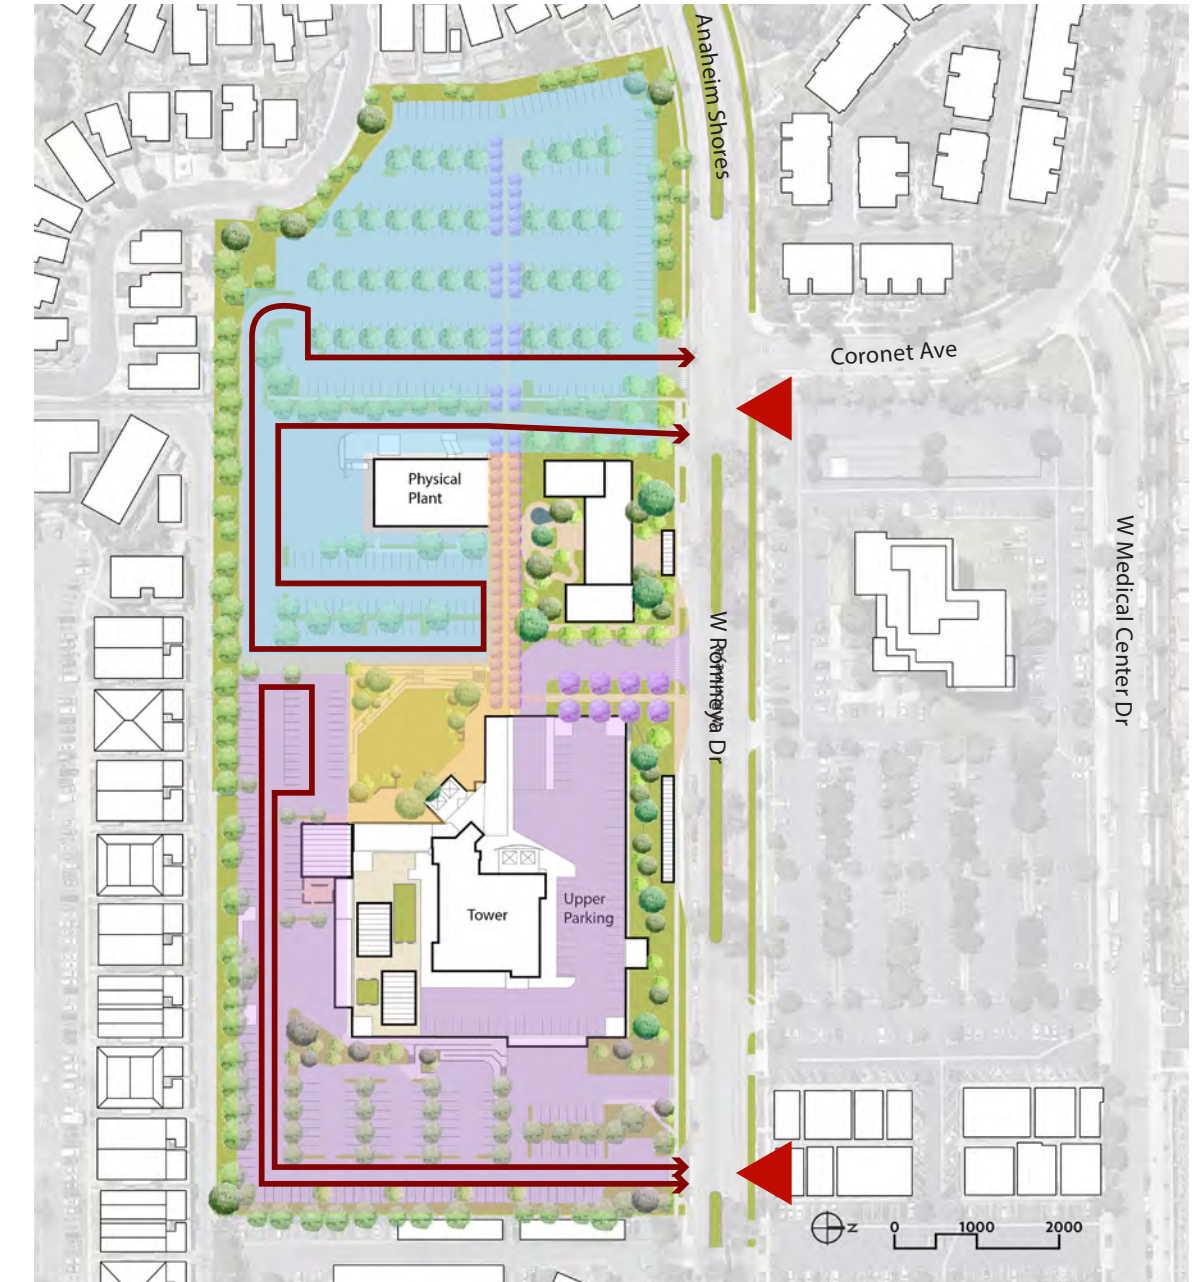 Anaheim Shores
Coronet Ave
Physical
Plant
W Medical Center Dr
W Romneya Dr
Upper
Parking
Tower
N
0 1000 2000